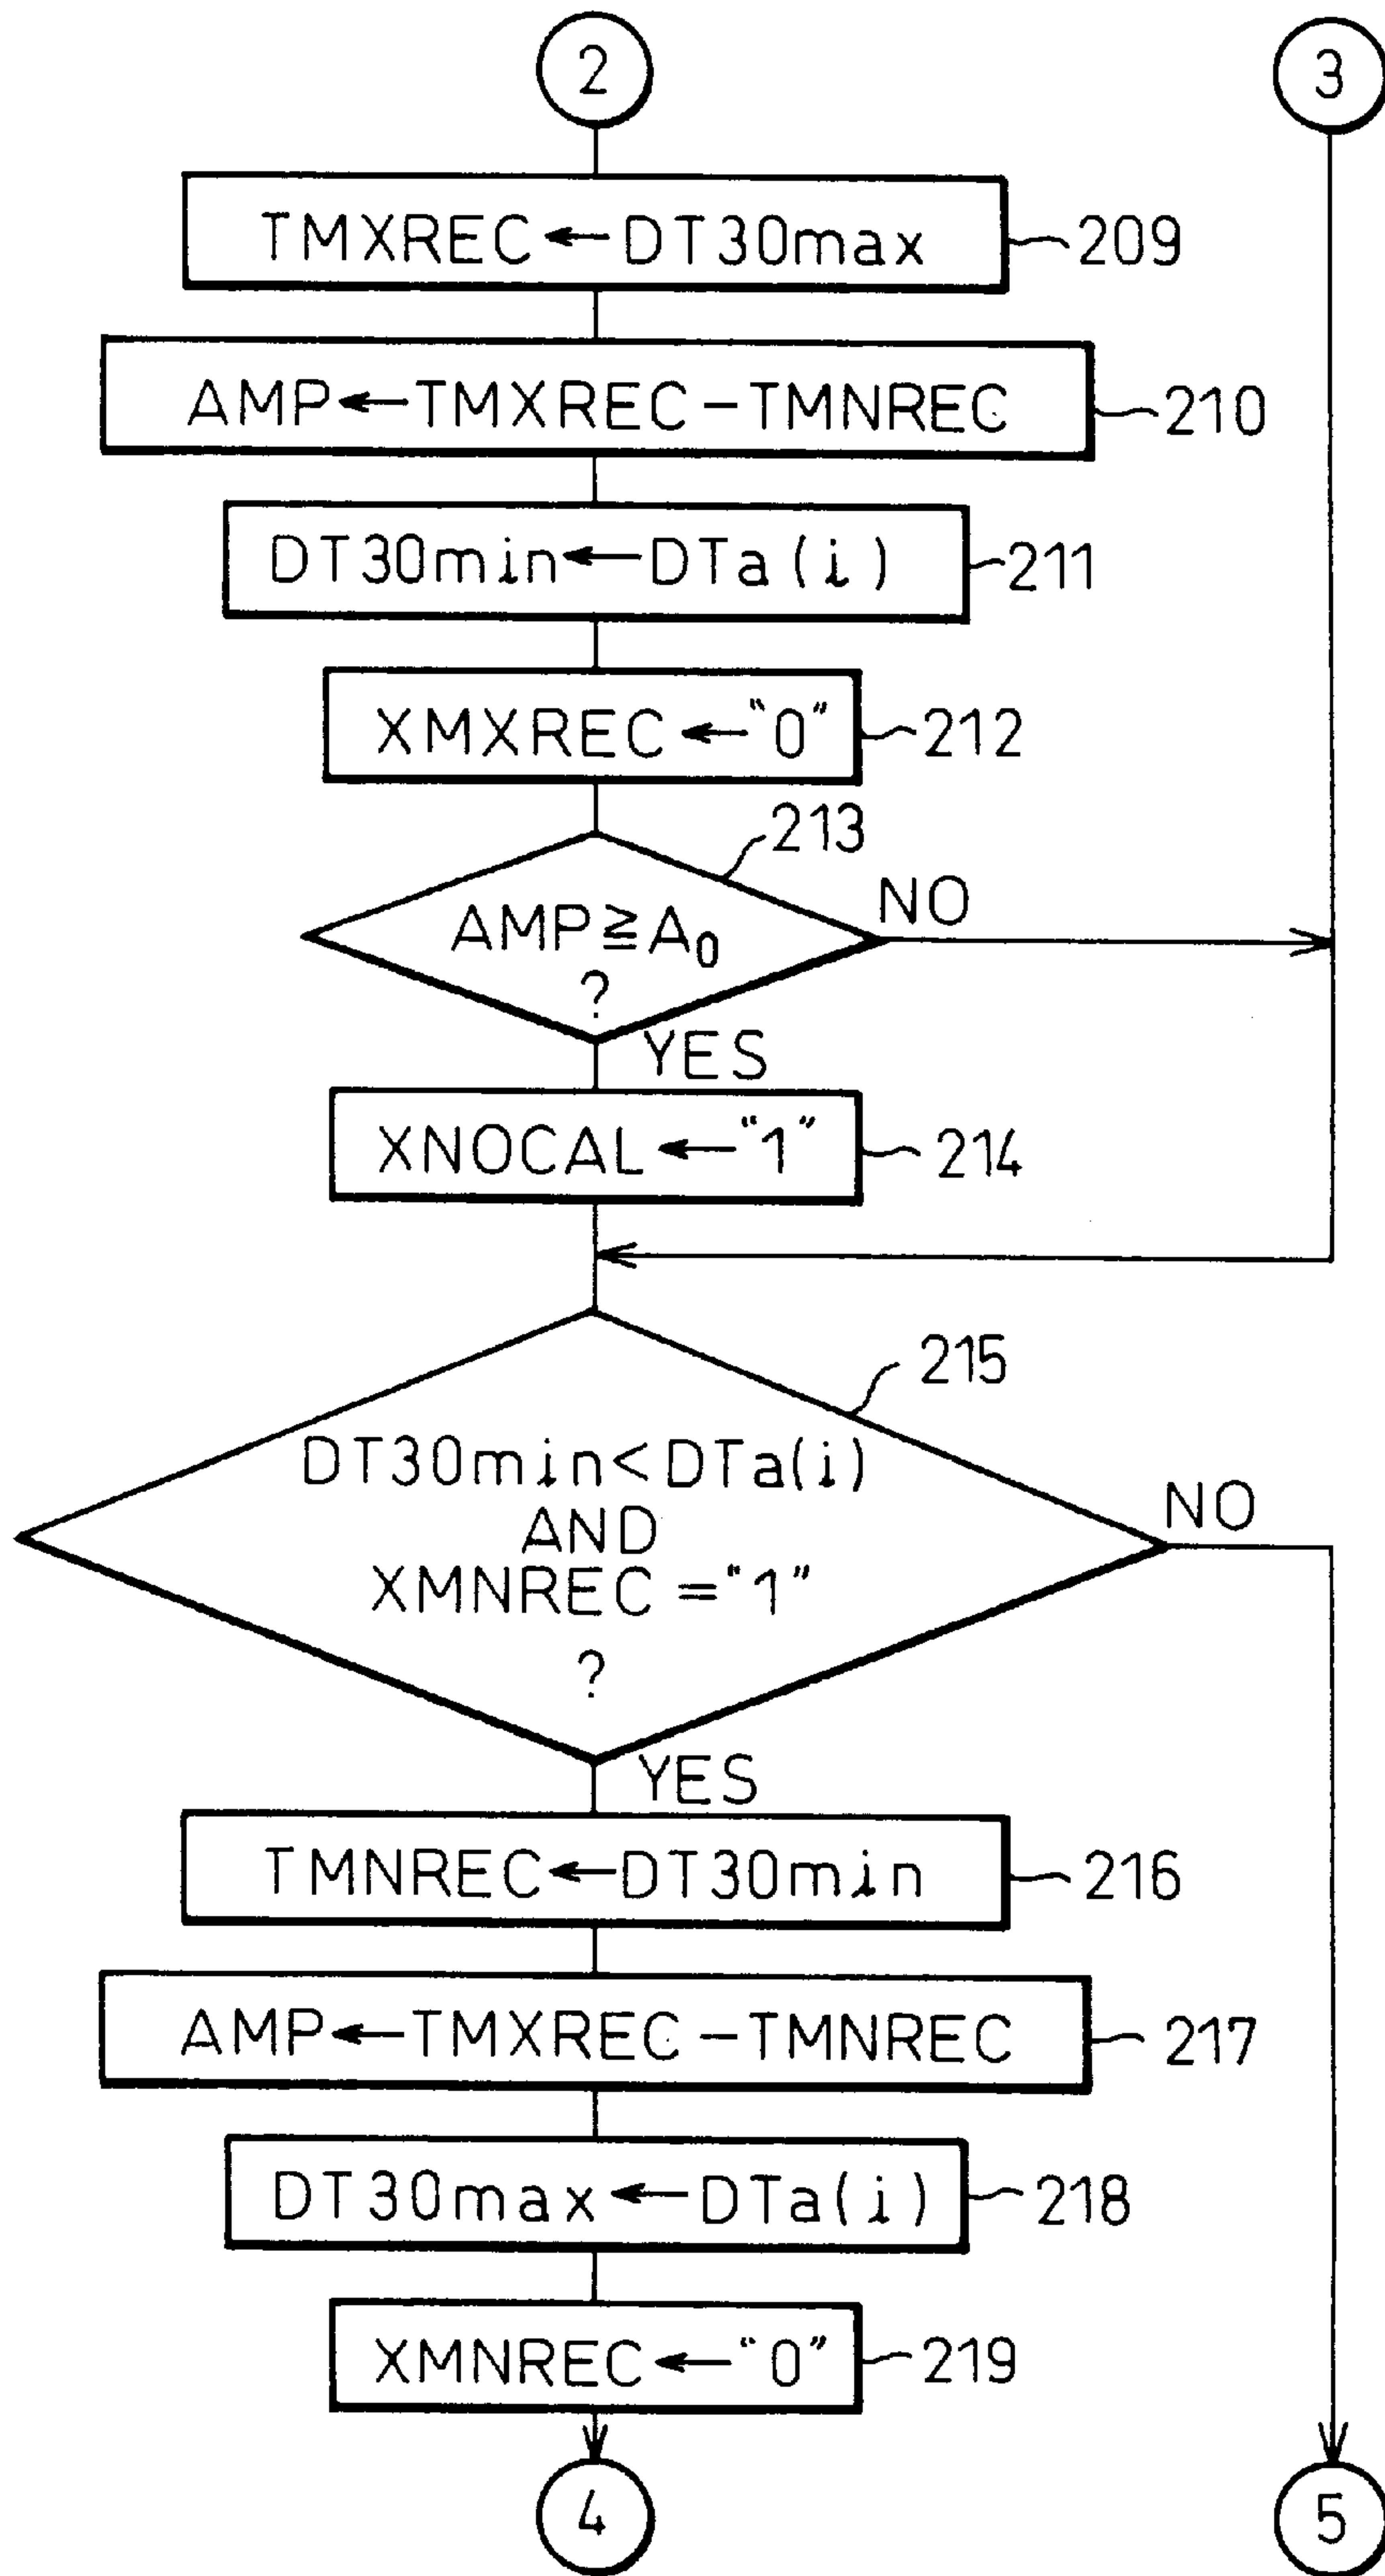 2
3
TMXREC←DT30max
209
AMP←TMXREC-TMNREC
210
DT30min←DTa(i)
211
XMXREC←"0"
212
213
AMP≧A₀
?
NO
YES
XNOCAL←"1"
214
215
DT30min<DTa(i)
AND
XMNREC="1"
?
NO
YES
TMNREC←DT30min
216
AMP←TMXREC-TMNREC
217
DT30max←DTa(i)
218
XMNREC←"0"
219
4
5